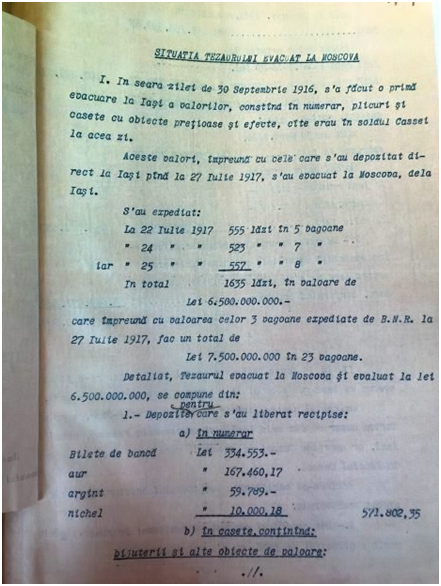 SITUATIA TEZAURULUI EVACUAT LA MOSCOVA
I. In seara zilei de 30 Septembrie 1916, s'a făcut o primă
evacuare la Iaşi a valorilor, constînd în numerar, plicuri şi
casete cu obiecte preţioase şi efecte, cîte erau în soldul Cassei
la acea zi.
Aceste valori, împreună cu cele care s'au depozitat di-
rect la Iaşi pînă la 27 Iulie 1917, s'au evacuat la Moscova, dela
Iaşi.
S'au expediat:
La 22 Iulie 1917 555 lăzi în 5 vagoane
" 24 " " 523 " " 7 "
iar " 25 " " 557 " " 8 "
In total 1635 lăzi, în valoare de
Lei 6.500.000.000.-
care împreună cu valoarea celor 3 vagoane expediate de B.N.R. la
27 Iulie 1917, fac un total de
Lei 7.500.000.000 în 23 vagoane.
Detaliat, Tezaurul evacuat la Moscova şi evaluat la lei
6.500.000.000, se compune din:
pentru
1.- Depozite care s'au liberat recipise:
a) In numerar
Bilete de bancă Lei 334.553.-
aur " 167.460,17
argint " 59.789.-
nichel " 10.000,18 571.802,35
b) In casete, conţinînd:
bijuterii şi alte obiecte de valoare:
.//.